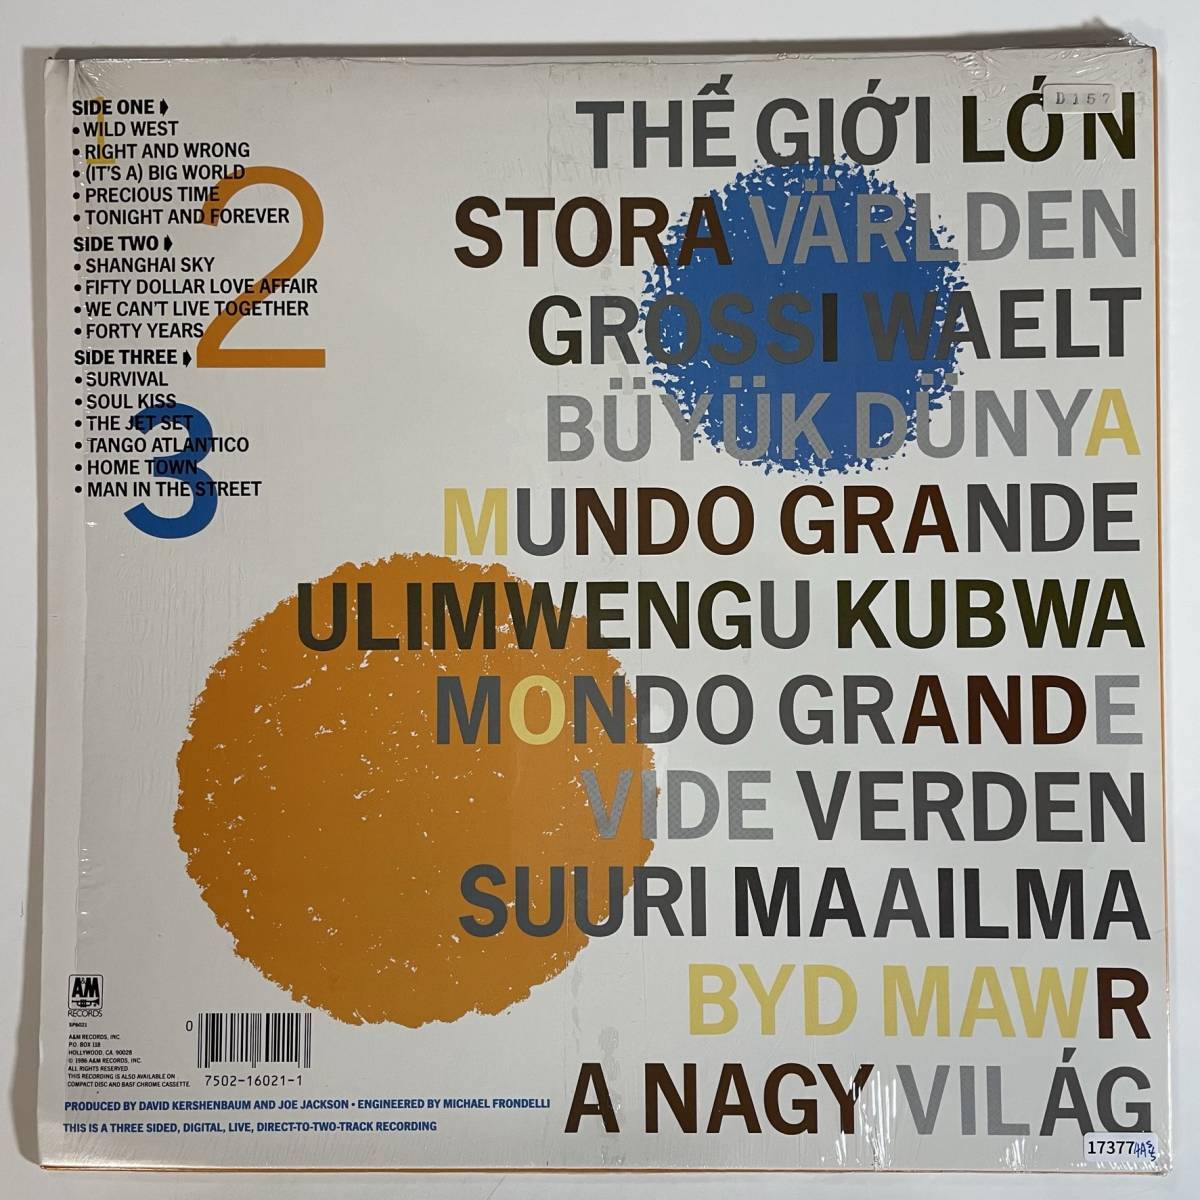 1
SIDE ONE
• WILD WEST
• RIGHT AND WRONG
• (IT'S A) BIG WORLD
• PRECIOUS TIME
• TONIGHT AND FOREVER
2
SIDE TWO
• SHANGHAI SKY
• FIFTY DOLLAR LOVE AFFAIR
• WE CAN'T LIVE TOGETHER
• FORTY YEARS
3
SIDE THREE
• SURVIVAL
• SOUL KISS
• THE JET SET
• TANGO ATLANTICO
• HOME TOWN
• MAN IN THE STREET
D157
THẾ GIỚI LỚN
STORA VÄRLDEN
GROSSI WAELT
BÜYÜK DÜNYA
MUNDO GRANDE
ULIMWENGU KUBWA
MONDO GRANDE
VIDE VERDEN
SUURI MAAILMA
BYD MAWR
A NAGY VILÁG
A&M
RECORDS
SP6021
A&M RECORDS, INC.
P.O. BOX 118
HOLLYWOOD, CA. 90028
© 1986 A&M RECORDS, INC.
ALL RIGHTS RESERVED
THIS RECORDING IS ALSO AVAILABLE ON
COMPACT DISC AND BASF CHROME CASSETTE.
0
7502-16021-1
PRODUCED BY DAVID KERSHENBAUM AND JOE JACKSON • ENGINEERED BY MICHAEL FRONDELLI
THIS IS A THREE SIDED, DIGITAL, LIVE, DIRECT-TO-TWO-TRACK RECORDING
17377